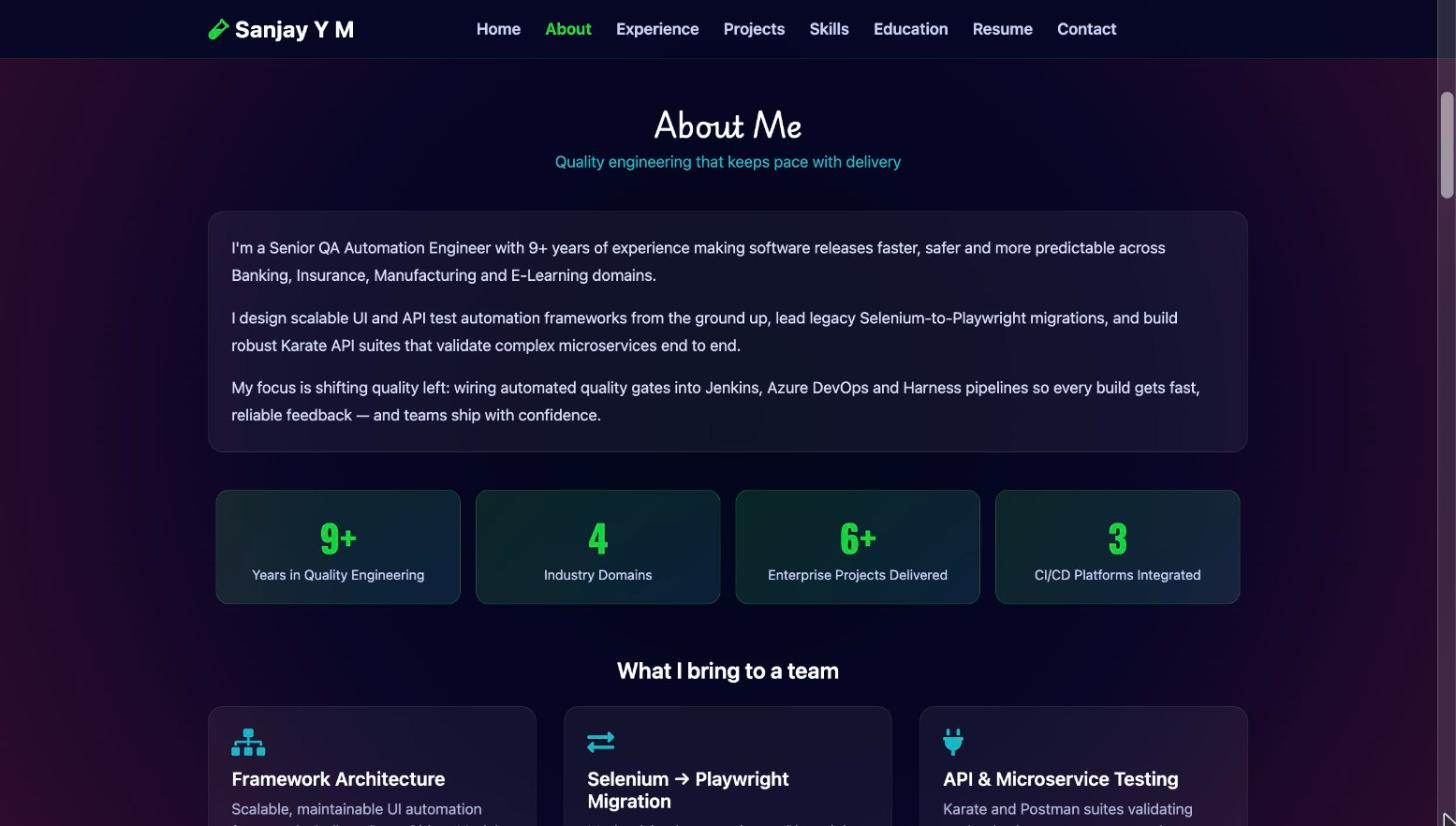 Sanjay Y M
Home About Experience Projects Skills Education Resume Contact
About Me
Quality engineering that keeps pace with delivery
I'm a Senior QA Automation Engineer with 9+ years of experience making software releases faster, safer and more predictable across
Banking, Insurance, Manufacturing and E-Learning domains.
I design scalable UI and API test automation frameworks from the ground up, lead legacy Selenium-to-Playwright migrations, and build
robust Karate API suites that validate complex microservices end to end.
My focus is shifting quality left: wiring automated quality gates into Jenkins, Azure DevOps and Harness pipelines so every build gets fast,
reliable feedback — and teams ship with confidence.
9+
Years in Quality Engineering
4
Industry Domains
6+
Enterprise Projects Delivered
3
CI/CD Platforms Integrated
What I bring to a team
Framework Architecture
Scalable, maintainable UI automation
Selenium → Playwright
Migration
API & Microservice Testing
Karate and Postman suites validating